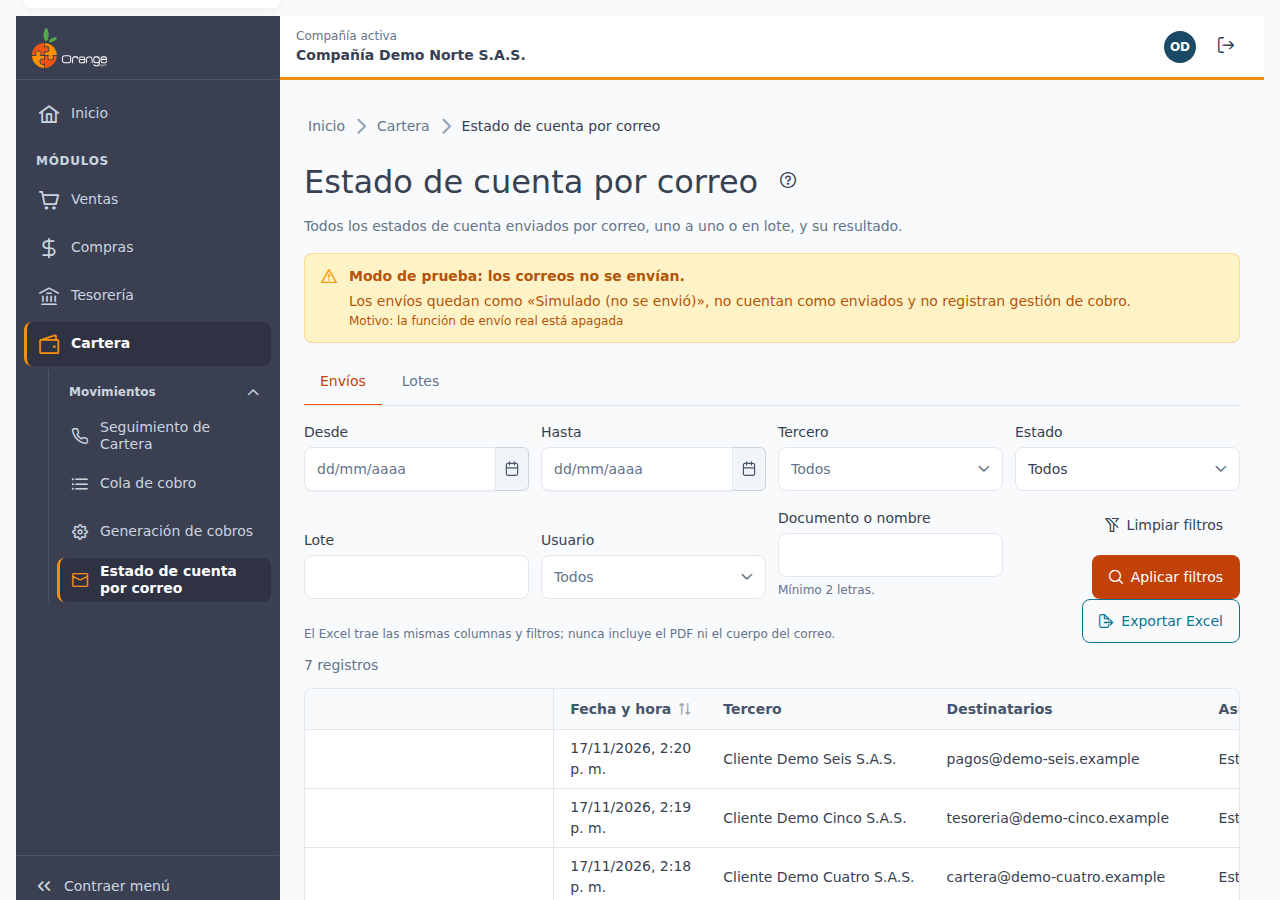 Orange
Compañía activa
Compañía Demo Norte S.A.S.
OD
Inicio
MÓDULOS
Ventas
Compras
Tesorería
Cartera
Movimientos
Seguimiento de
Cartera
Cola de cobro
Generación de cobros
Estado de cuenta
por correo
Contraer menú
Inicio > Cartera > Estado de cuenta por correo
Estado de cuenta por correo
Todos los estados de cuenta enviados por correo, uno a uno o en lote, y su resultado.
Modo de prueba: los correos no se envían.
Los envíos quedan como «Simulado (no se envió)», no cuentan como enviados y no registran gestión de cobro.
Motivo: la función de envío real está apagada
Envíos Lotes
Desde Hasta Tercero Estado
dd/mm/aaaa dd/mm/aaaa Todos Todos
Lote Usuario Documento o nombre Limpiar filtros
Todos Aplicar filtros
Mínimo 2 letras.
Exportar Excel
El Excel trae las mismas columnas y filtros; nunca incluye el PDF ni el cuerpo del correo.
7 registros
Fecha y hora Tercero Destinatarios As
17/11/2026, 2:20
p. m. Cliente Demo Seis S.A.S. pagos@demo-seis.example Est
17/11/2026, 2:19
p. m. Cliente Demo Cinco S.A.S. tesoreria@demo-cinco.example Est
17/11/2026, 2:18
p. m. Cliente Demo Cuatro S.A.S. cartera@demo-cuatro.example Est